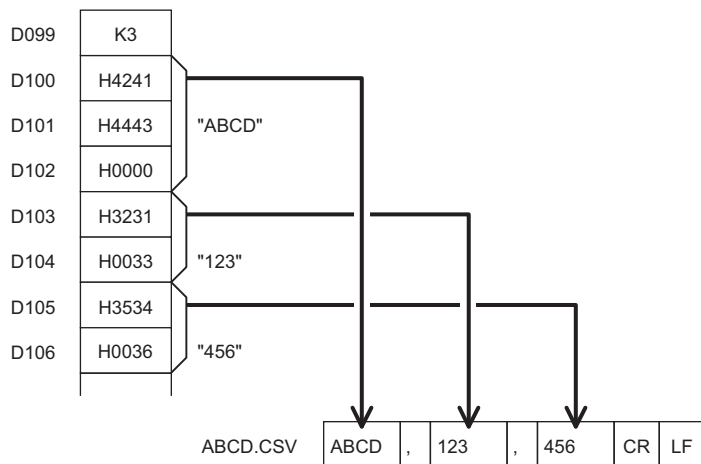 D099 K3
D100 H4241
D101 H4443 "ABCD"
D102 H0000
D103 H3231
D104 H0033 "123"
D105 H3534
D106 H0036 "456"
ABCD.CSV ABCD , 123 , 456 CR LF